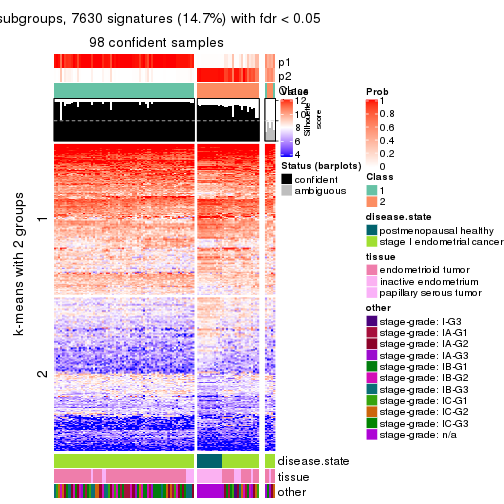 subgroups, 7630 signatures (14.7%) with fdr < 0.05
98 confident samples
p1
p2
Class
Silhouette
score
k-means with 2 groups
1
2
disease.state
tissue
other
Value
12
10
8
6
4
Status (barplots)
confident
ambiguous
Prob
1
0.8
0.6
0.4
0.2
0
Class
1
2
disease.state
postmenopausal healthy
stage I endometrial cancer
tissue
endometrioid tumor
inactive endometrium
papillary serous tumor
other
stage-grade: I-G3
stage-grade: IA-G1
stage-grade: IA-G2
stage-grade: IA-G3
stage-grade: IB-G1
stage-grade: IB-G2
stage-grade: IB-G3
stage-grade: IC-G1
stage-grade: IC-G2
stage-grade: IC-G3
stage-grade: n/a